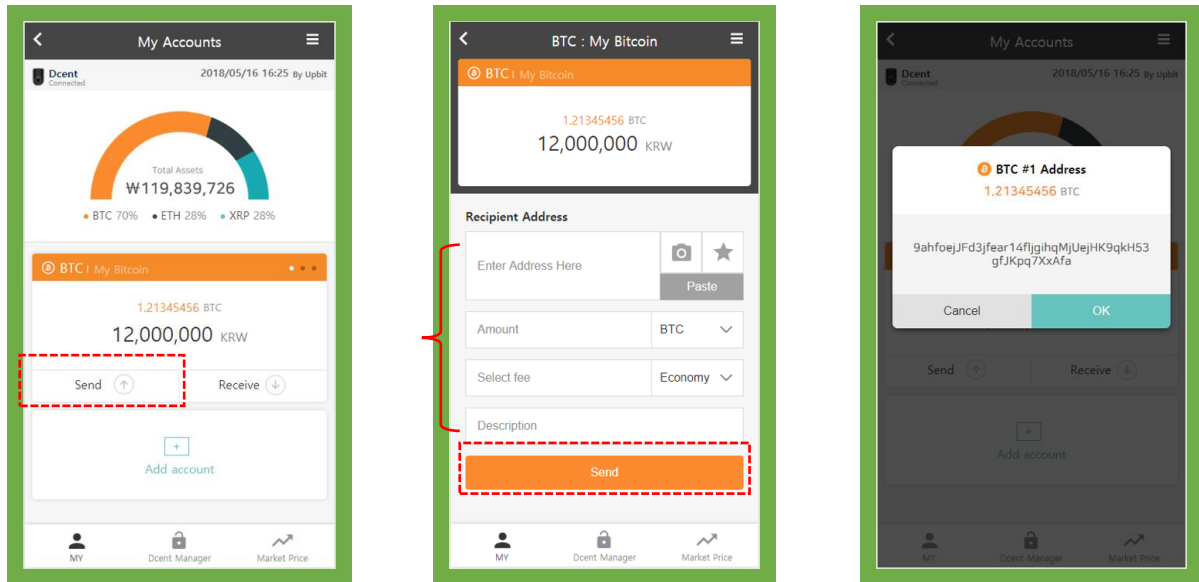 My Accounts
Dcent
Connected
2018/05/16 16:25 By Upbit
Total Assets
₩119,839,726
BTC 70% ETH 28% XRP 28%
BTC | My Bitcoin
1.21345456 BTC
12,000,000 KRW
Send
Receive
Add account
MY
Dcent Manager
Market Price
BTC : My Bitcoin
BTC | My Bitcoin
1.21345456 BTC
12,000,000 KRW
Recipient Address
Enter Address Here
Paste
Amount
BTC
Select fee
Economy
Description
Send
MY
Dcent Manager
Market Price
My Accounts
Dcent
Connected
2018/05/16 16:25 By Upbit
BTC #1 Address
1.21345456 BTC
9ahfoejJFd3jfear14fljgihqMjUejHK9qkH53
gfJKpq7XxAfa
Cancel
OK
Send
Receive
Add account
MY
Dcent Manager
Market Price